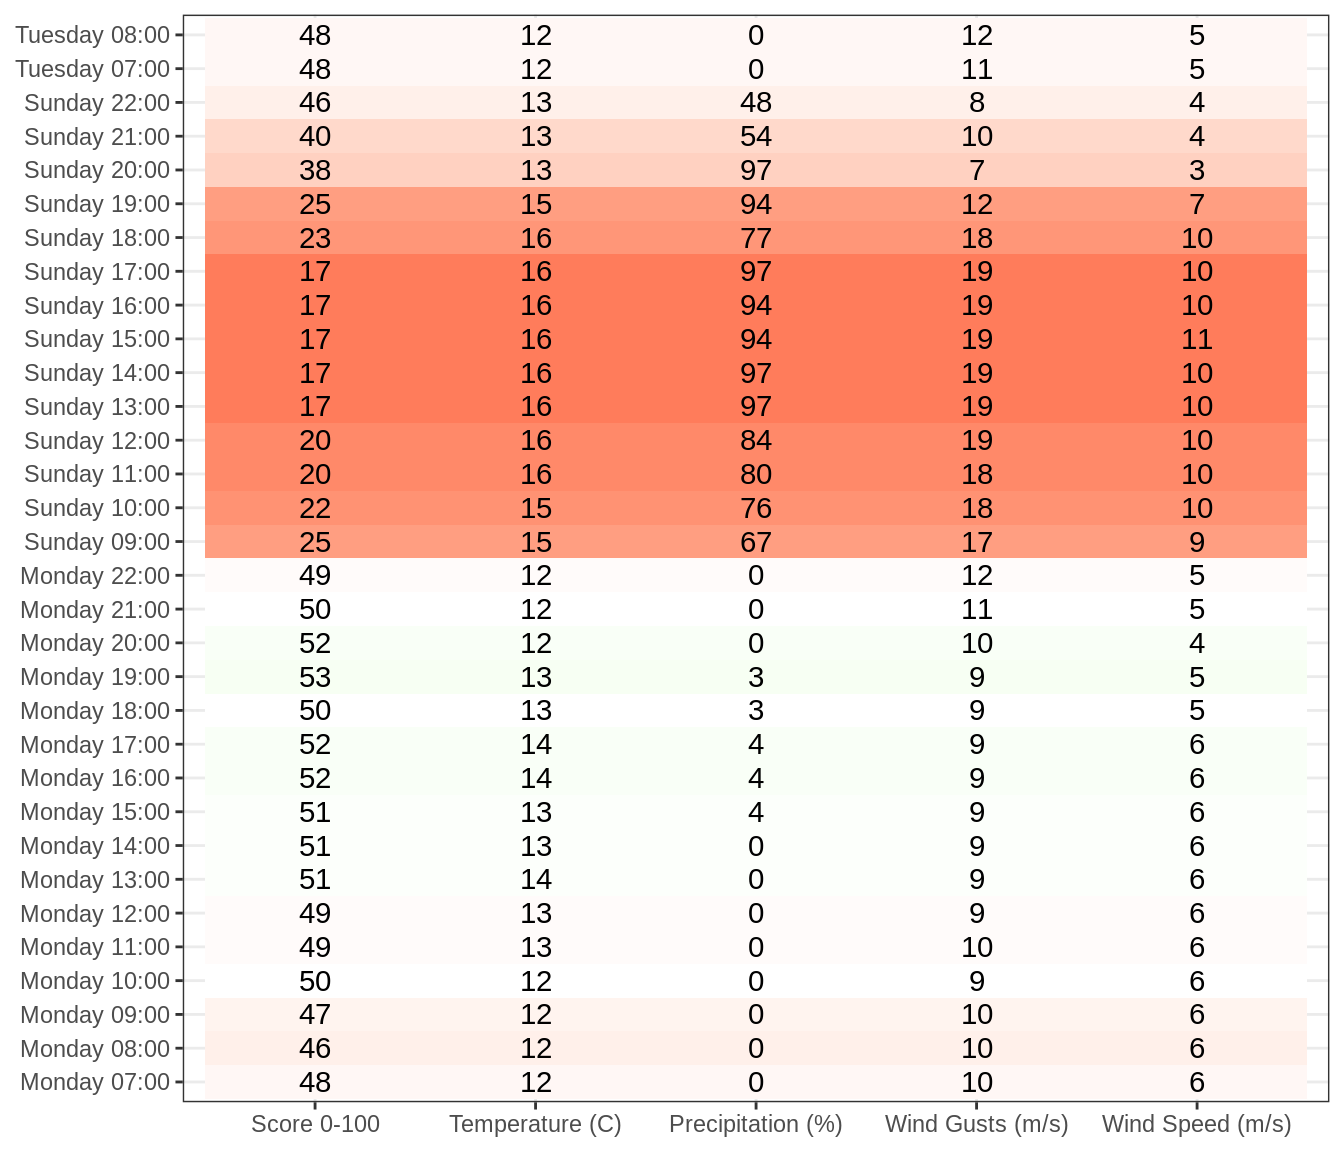 Tuesday 08:00 48 12 0 12 5
Tuesday 07:00 48 12 0 11 5
Sunday 22:00 46 13 48 8 4
Sunday 21:00 40 13 54 10 4
Sunday 20:00 38 13 97 7 3
Sunday 19:00 25 15 94 12 7
Sunday 18:00 23 16 77 18 10
Sunday 17:00 17 16 97 19 10
Sunday 16:00 17 16 94 19 10
Sunday 15:00 17 16 94 19 11
Sunday 14:00 17 16 97 19 10
Sunday 13:00 17 16 97 19 10
Sunday 12:00 20 16 84 19 10
Sunday 11:00 20 16 80 18 10
Sunday 10:00 22 15 76 18 10
Sunday 09:00 25 15 67 17 9
Monday 22:00 49 12 0 12 5
Monday 21:00 50 12 0 11 5
Monday 20:00 52 12 0 10 4
Monday 19:00 53 13 3 9 5
Monday 18:00 50 13 3 9 5
Monday 17:00 52 14 4 9 6
Monday 16:00 52 14 4 9 6
Monday 15:00 51 13 4 9 6
Monday 14:00 51 13 0 9 6
Monday 13:00 51 14 0 9 6
Monday 12:00 49 13 0 9 6
Monday 11:00 49 13 0 10 6
Monday 10:00 50 12 0 9 6
Monday 09:00 47 12 0 10 6
Monday 08:00 46 12 0 10 6
Monday 07:00 48 12 0 10 6
Score 0-100 Temperature (C) Precipitation (%) Wind Gusts (m/s) Wind Speed (m/s)